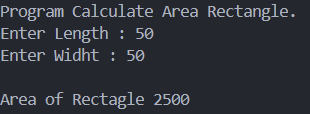 Program Calculate Area Rectangle.
Enter Length : 50
Enter Widht : 50
Area of Rectagle 2500